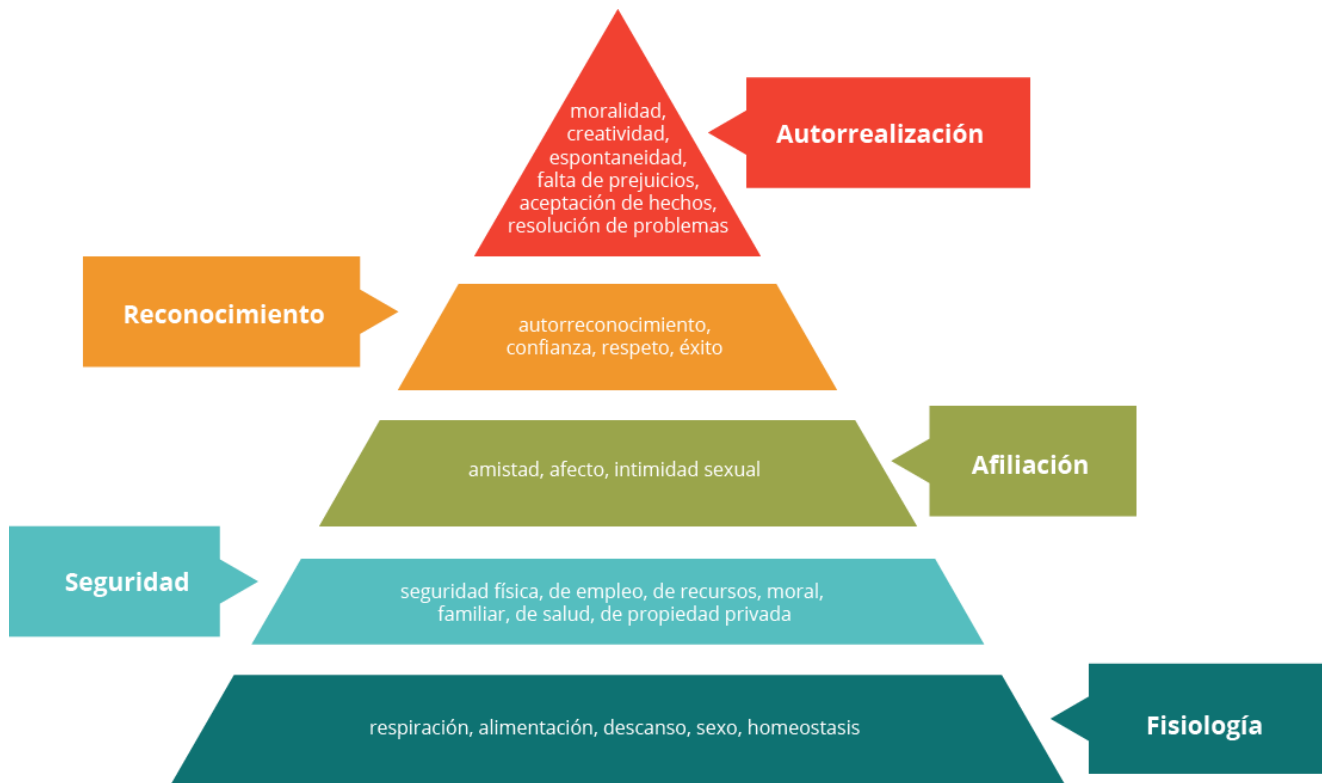 moralidad,
creatividad,
espontaneidad,
falta de prejuicios,
aceptación de hechos,
resolución de problemas
Autorrealización
Reconocimiento
autorreconocimiento,
confianza, respeto, éxito
amistad, afecto, intimidad sexual
Afiliación
Seguridad
seguridad física, de empleo, de recursos, moral,
familiar, de salud, de propiedad privada
respiración, alimentación, descanso, sexo, homeostasis
Fisiología